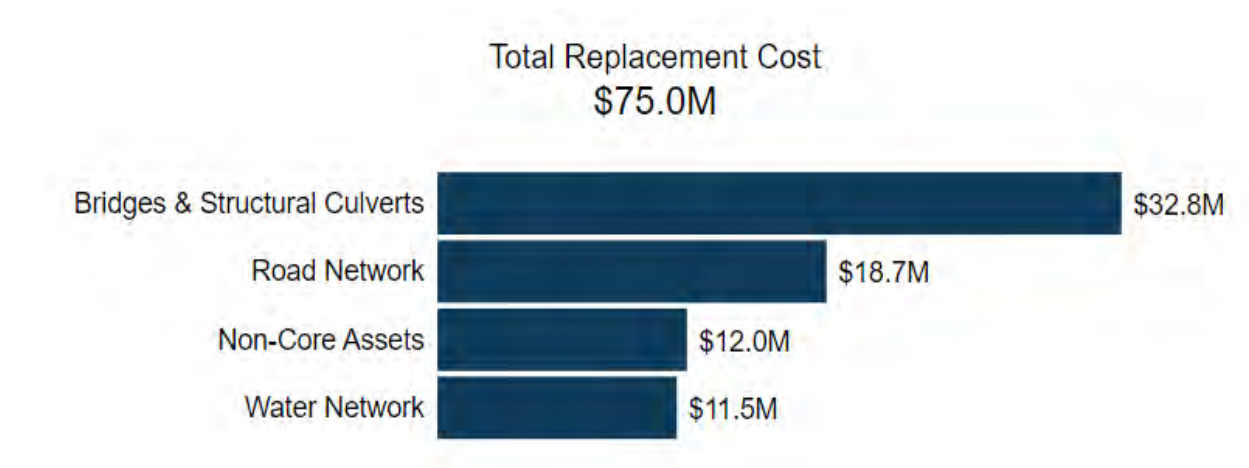 Total Replacement Cost
$75.0M
Bridges & Structural Culverts $32.8M
Road Network $18.7M
Non-Core Assets $12.0M
Water Network $11.5M